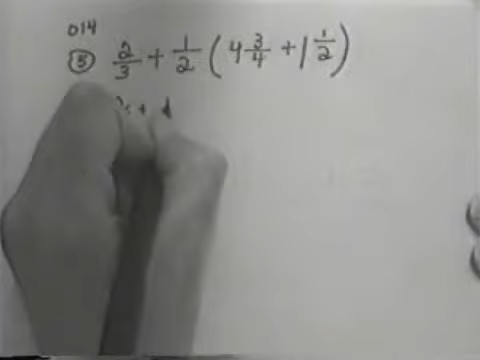 014
5 2/3 + 1/2 ( 4 3/4 + 1 1/2 )
+